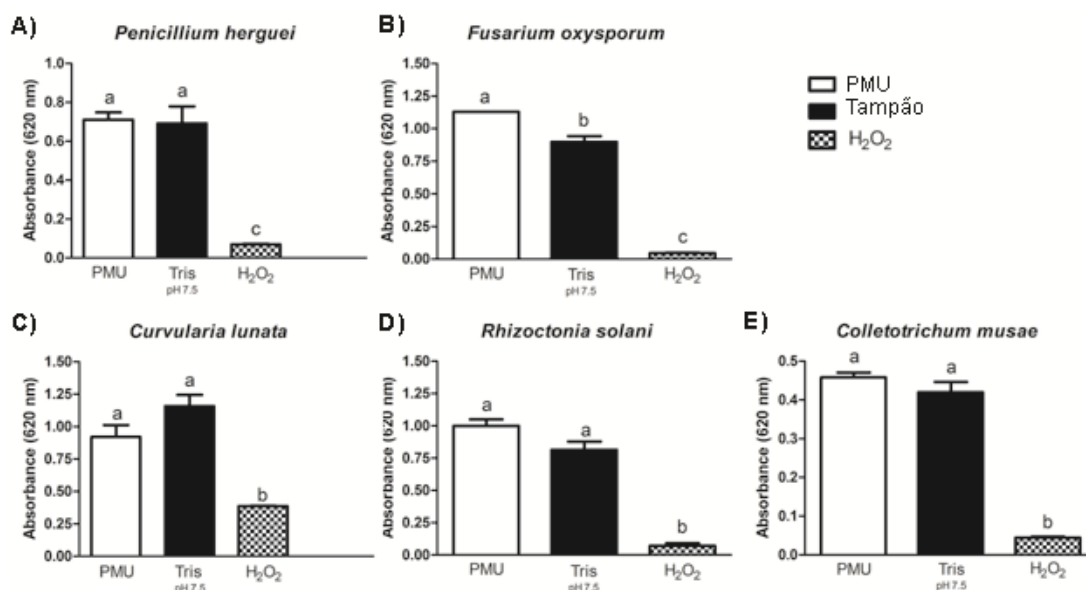 A) Penicillium herguei
Absorbance (620 nm)
1.0
0.8
0.6
0.4
0.2
0.0
a
a
c
PMU
Tris
pH 7.5
H₂O₂
B) Fusarium oxysporum
Absorbance (620 nm)
1.50
1.25
1.00
0.75
0.50
0.25
0.00
a
b
c
PMU
Tris
pH 7.5
H₂O₂
PMU
Tampão
H₂O₂
C) Curvularia lunata
Absorbance (620 nm)
1.50
1.25
1.00
0.75
0.50
0.25
0.00
a
a
b
PMU
Tris
pH 7.5
H₂O₂
D) Rhizoctonia solani
Absorbance (620 nm)
1.50
1.25
1.00
0.75
0.50
0.25
0.00
a
a
b
PMU
Tris
pH 7.5
H₂O₂
E) Colletotrichum musae
Absorbance (620 nm)
0.5
0.4
0.3
0.2
0.1
0.0
a
a
b
PMU
Tris
pH 7.5
H₂O₂